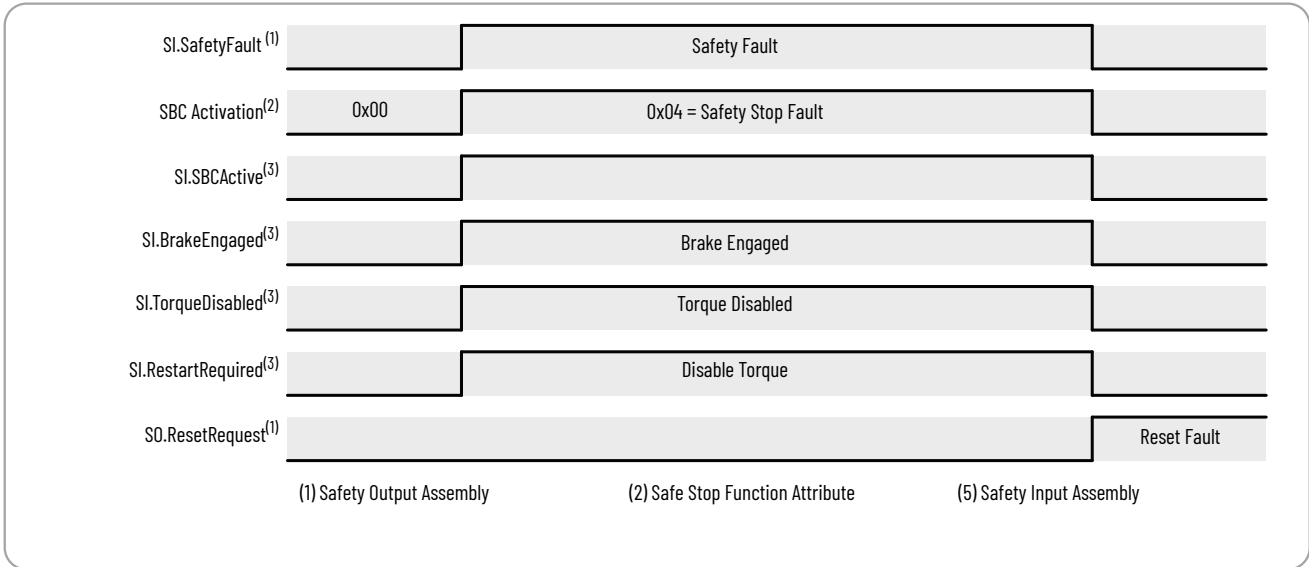 SI.SafetyFault (1) Safety Fault
SBC Activation(2) 0x00 0x04 = Safety Stop Fault
SI.SBCActive(3)
SI.BrakeEngaged(3) Brake Engaged
SI.TorqueDisabled(3) Torque Disabled
SI.RestartRequired(3) Disable Torque
SO.ResetRequest(1) Reset Fault
(1) Safety Output Assembly (2) Safe Stop Function Attribute (5) Safety Input Assembly